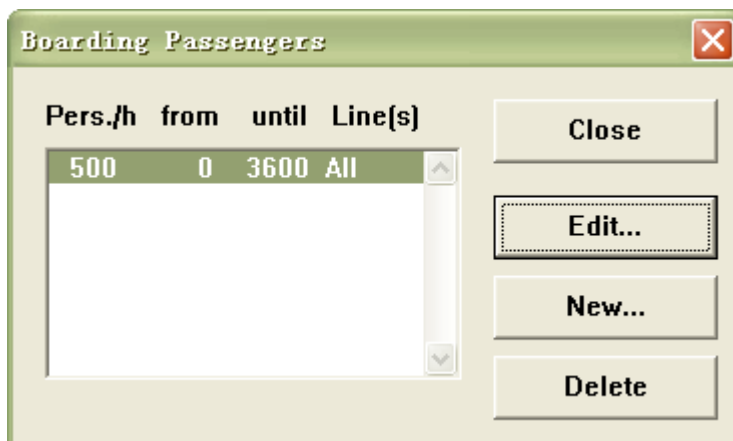 Boarding Passengers
Pers./h from until Line(s)
500 0 3600 All
Close
Edit...
New...
Delete